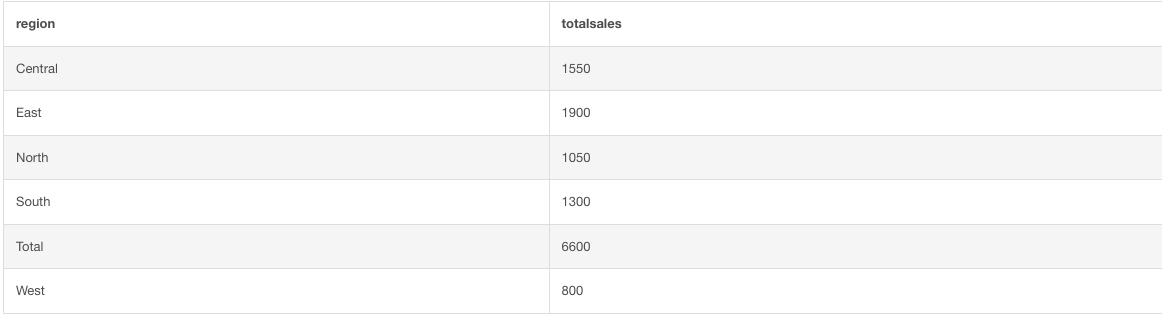 region totalsales
Central 1550
East 1900
North 1050
South 1300
Total 6600
West 800